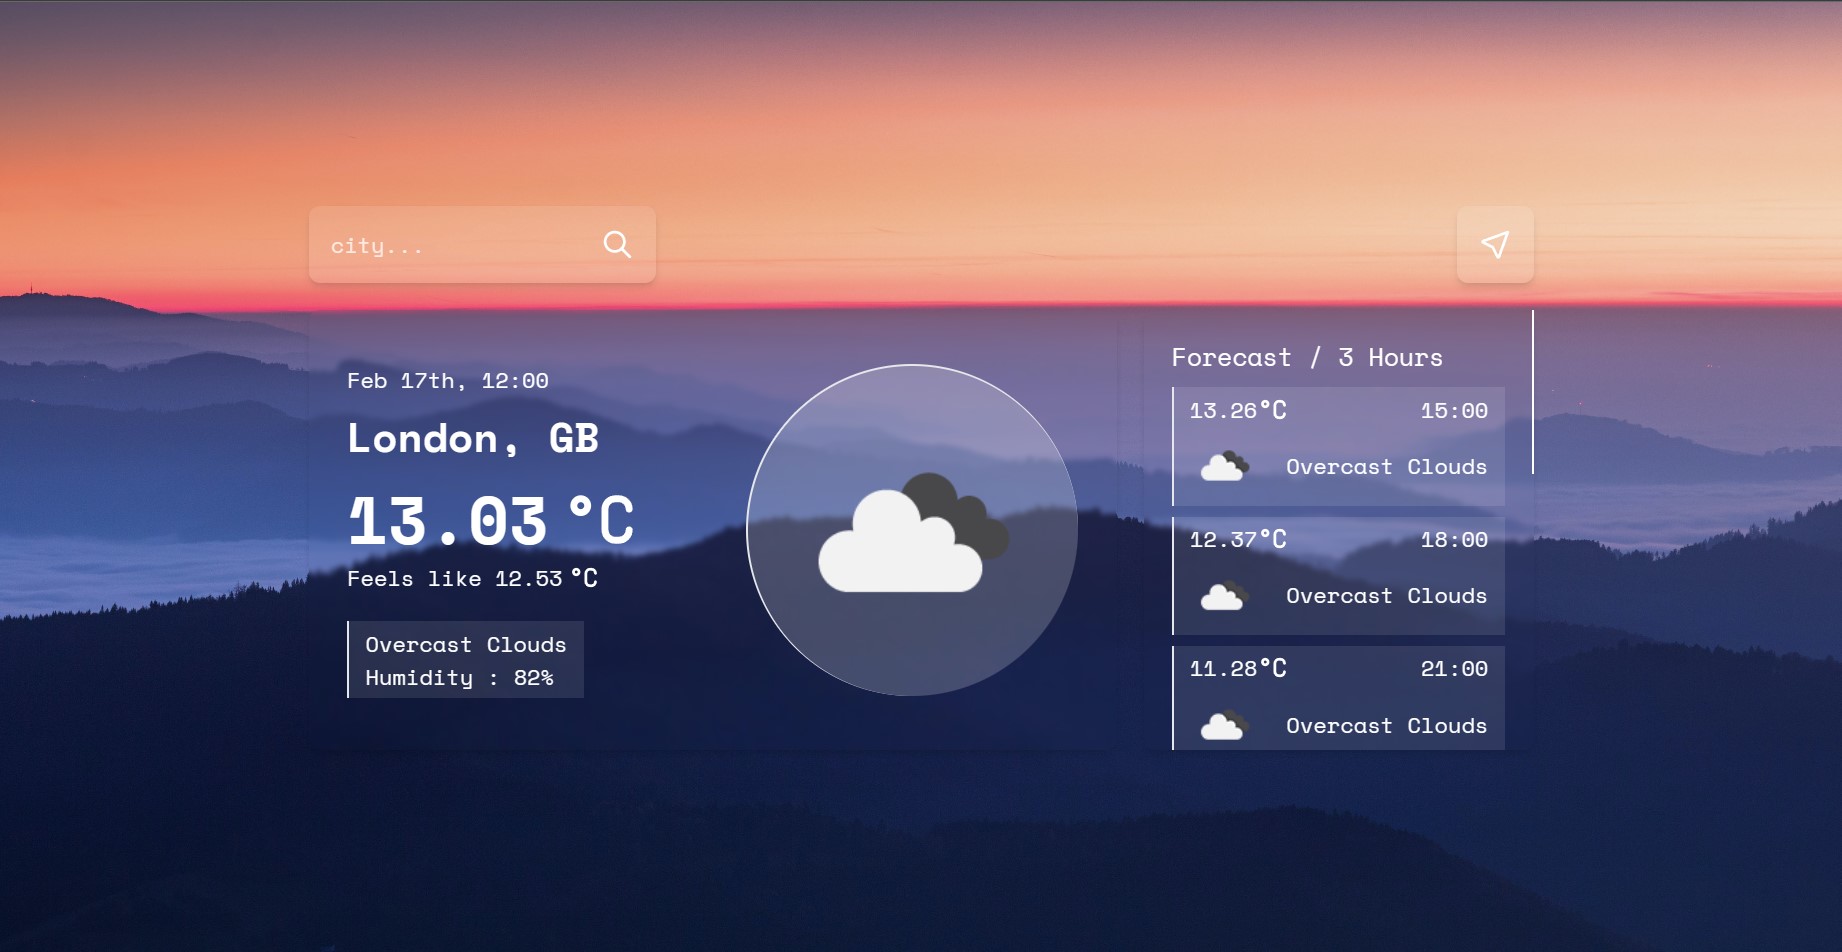 city...
Feb 17th, 12:00
London, GB
13.03 °C
Feels like 12.53 °C
Overcast Clouds
Humidity : 82%
Forecast / 3 Hours
13.26°C 15:00
Overcast Clouds
12.37°C 18:00
Overcast Clouds
11.28°C 21:00
Overcast Clouds